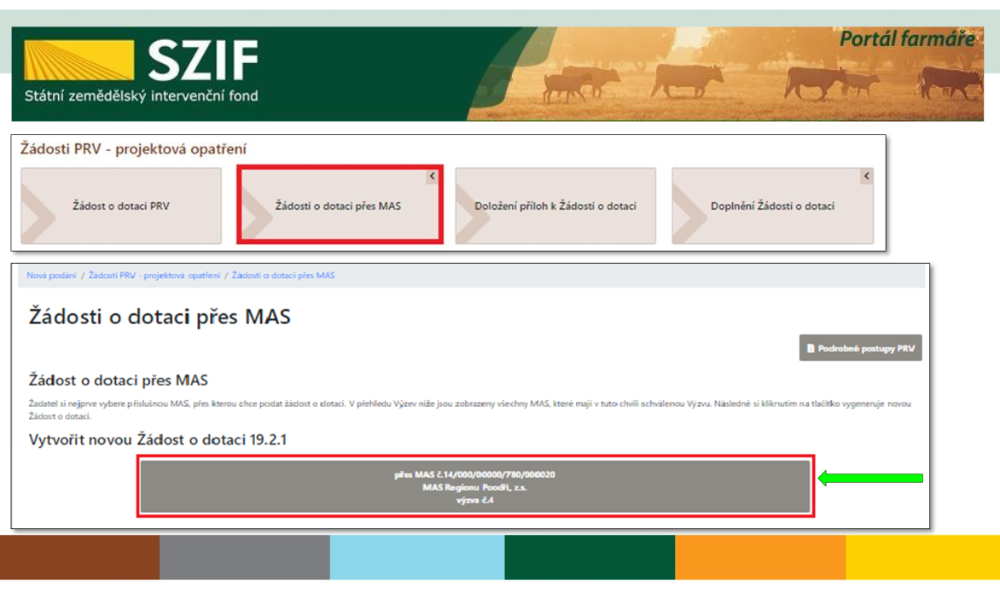 Portál farmáře
SZIF
Státní zemědělský intervenční fond
Žádosti PRV - projektová opatření
Žádost o dotaci PRV
Žádosti o dotaci přes MAS
Doložení příloh k Žádosti o dotaci
Doplnění Žádosti o dotaci
Nová podání / Žádosti PRV - projektová opatření / Žádosti o dotaci přes MAS
Žádosti o dotaci přes MAS
Podrobné postupy PRV
Žádost o dotaci přes MAS
Žadatel si nejprve vybere příslušnou MAS, přes kterou chce podat žádost o dotaci. V přehledu Výzev níže jsou zobrazeny všechny MAS, které mají v tuto chvíli schválenou Výzvu. Následně si kliknutím na tlačítko vygeneruje novou
Žádost o dotaci.
Vytvořit novou Žádost o dotaci 19.2.1
přes MAS č.14/000/00000/780/000020
MAS Regionu Poodří, z.s.
výzva č.4